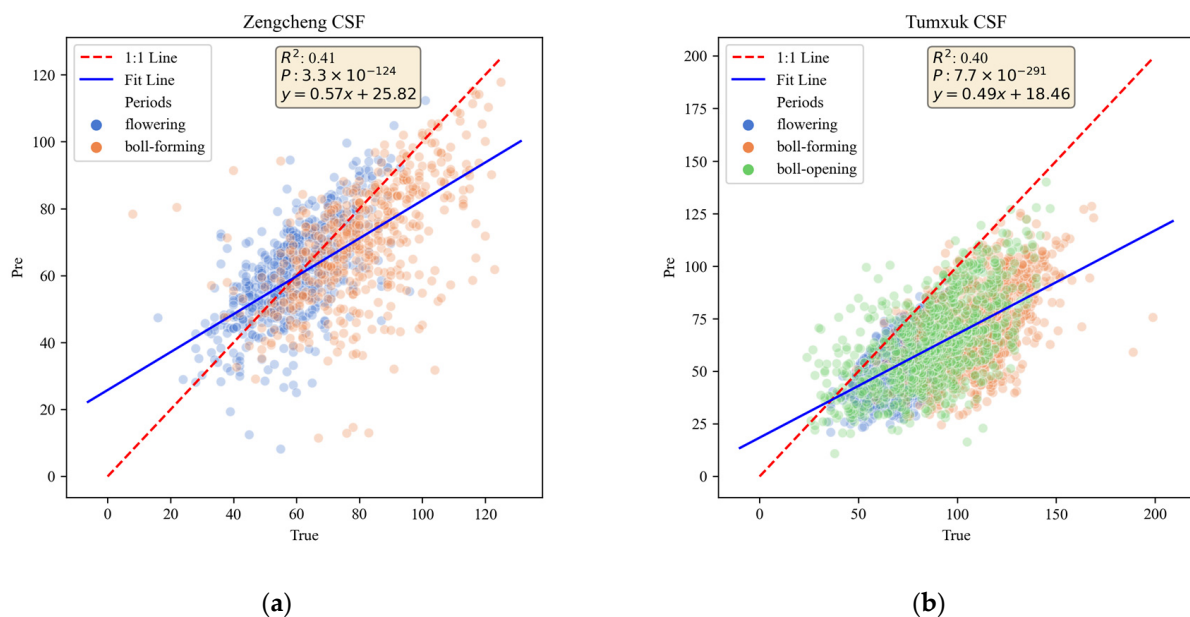 Zengcheng CSF
1:1 Line
Fit Line
Periods
flowering
boll-forming
R²: 0.41
P : 3.3 × 10⁻¹²⁴
y = 0.57x + 25.82
120
100
80
60
40
20
0
Pre
0 20 40 60 80 100 120
True
(a)
Tumxuk CSF
1:1 Line
Fit Line
Periods
flowering
boll-forming
boll-opening
R²: 0.40
P : 7.7 × 10⁻²⁹¹
y = 0.49x + 18.46
200
175
150
125
100
75
50
25
0
Pre
0 50 100 150 200
True
(b)